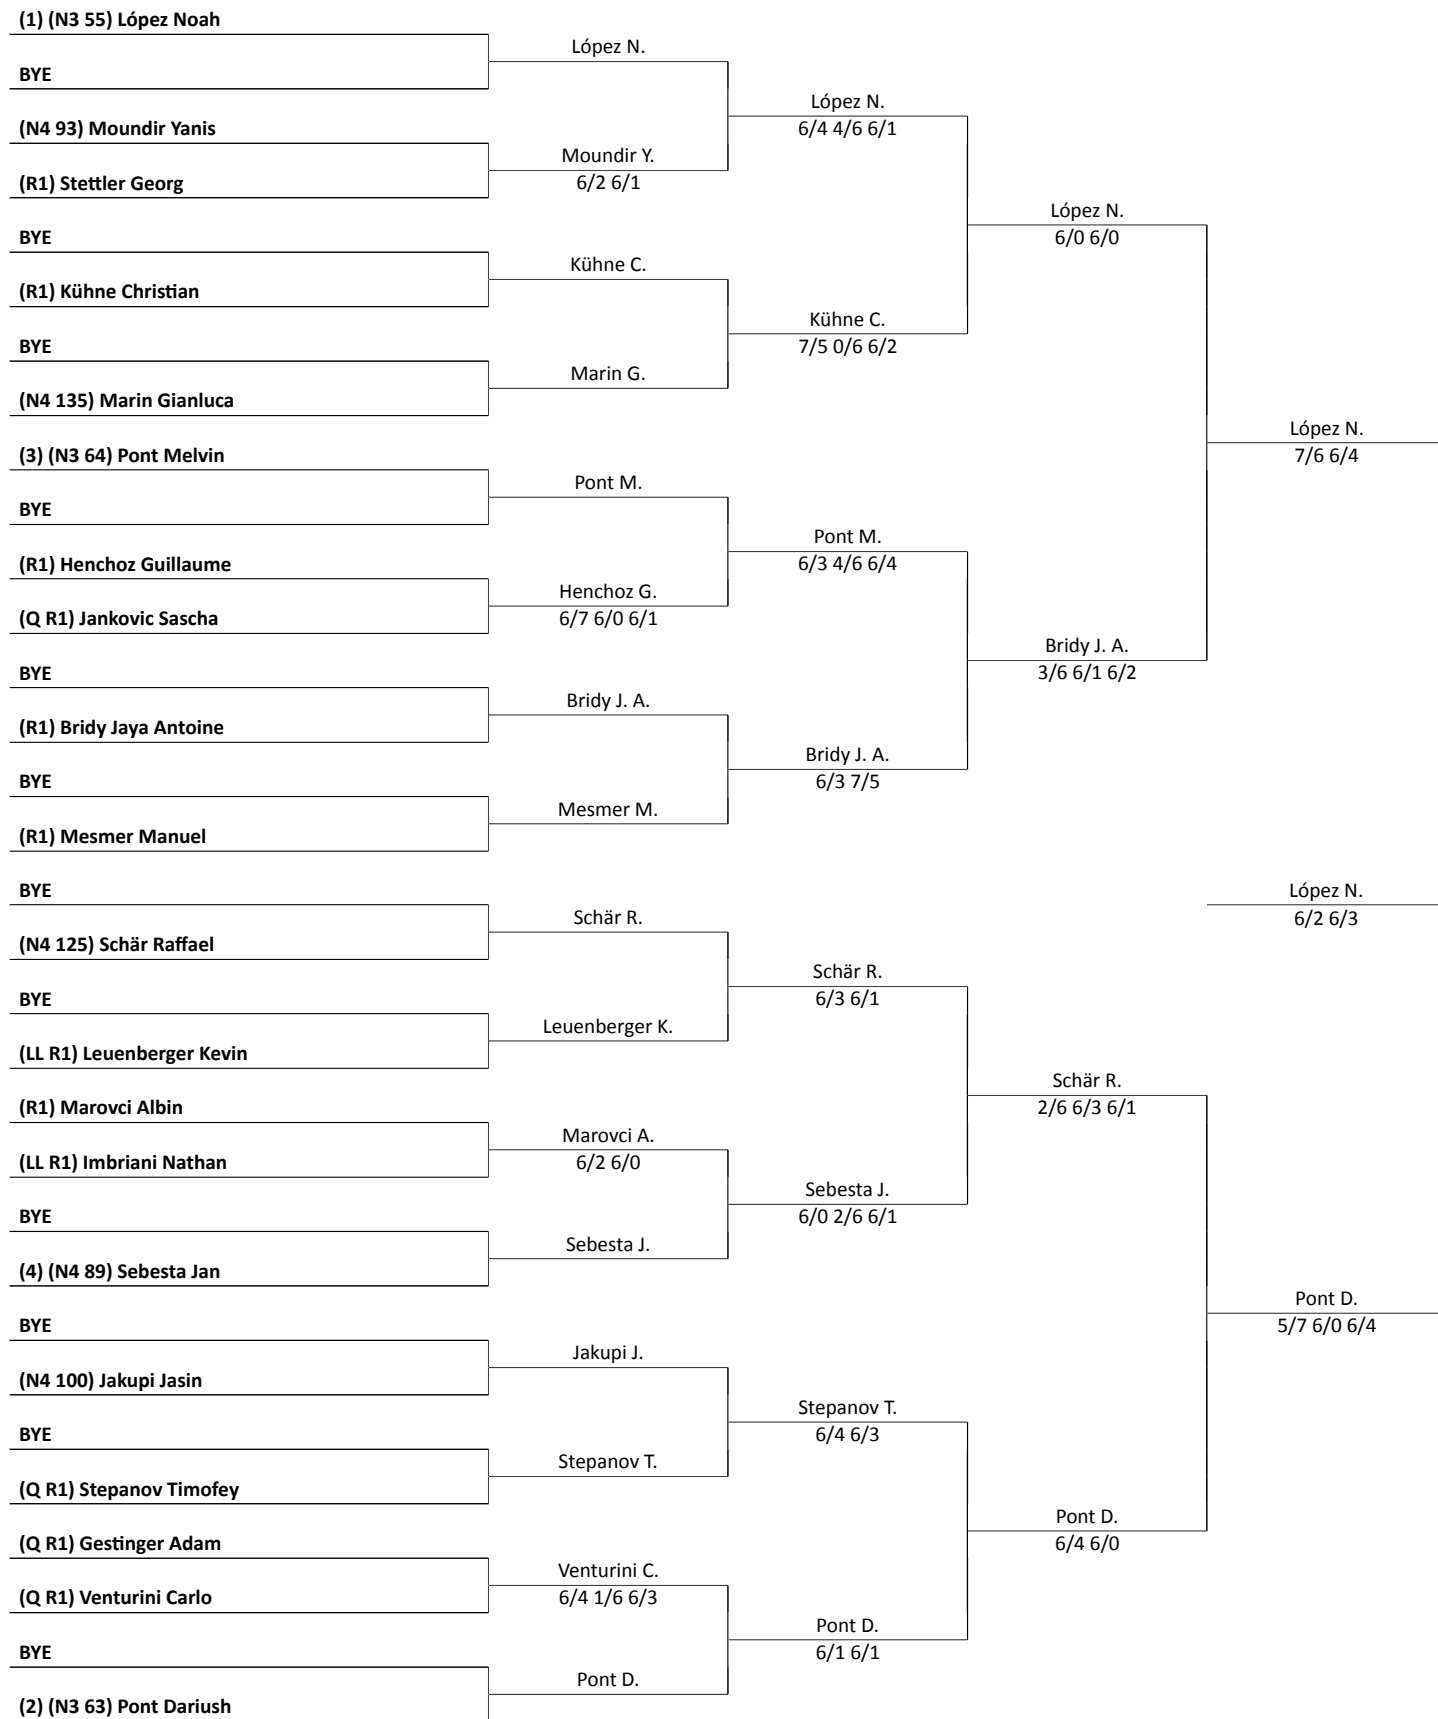 (1) (N3 55) López Noah
BYE
(N4 93) Moundir Yanis
(R1) Stettler Georg
BYE
(R1) Kühne Christian
BYE
(N4 135) Marin Gianluca
(3) (N3 64) Pont Melvin
BYE
(R1) Henchoz Guillaume
(Q R1) Jankovic Sascha
BYE
(R1) Bridy Jaya Antoine
BYE
(R1) Mesmer Manuel
BYE
(N4 125) Schär Raffael
BYE
(LL R1) Leuenberger Kevin
(R1) Marovci Albin
(LL R1) Imbriani Nathan
BYE
(4) (N4 89) Sebesta Jan
BYE
(N4 100) Jakupi Jasin
BYE
(Q R1) Stepanov Timofey
(Q R1) Gestinger Adam
(Q R1) Venturini Carlo
BYE
(2) (N3 63) Pont Dariush
López N.
Moundir Y.
6/2 6/1
Kühne C.
Marin G.
Pont M.
Henchoz G.
6/7 6/0 6/1
Bridy J. A.
Mesmer M.
Schär R.
Leuenberger K.
Marovci A.
6/2 6/0
Sebesta J.
Jakupi J.
Stepanov T.
Venturini C.
6/4 1/6 6/3
Pont D.
López N.
6/4 4/6 6/1
Kühne C.
7/5 0/6 6/2
Pont M.
6/3 4/6 6/4
Bridy J. A.
6/3 7/5
Schär R.
6/3 6/1
Sebesta J.
6/0 2/6 6/1
Stepanov T.
6/4 6/3
Pont D.
6/1 6/1
López N.
6/0 6/0
Bridy J. A.
3/6 6/1 6/2
Schär R.
2/6 6/3 6/1
Pont D.
6/4 6/0
López N.
7/6 6/4
López N.
6/2 6/3
Pont D.
5/7 6/0 6/4